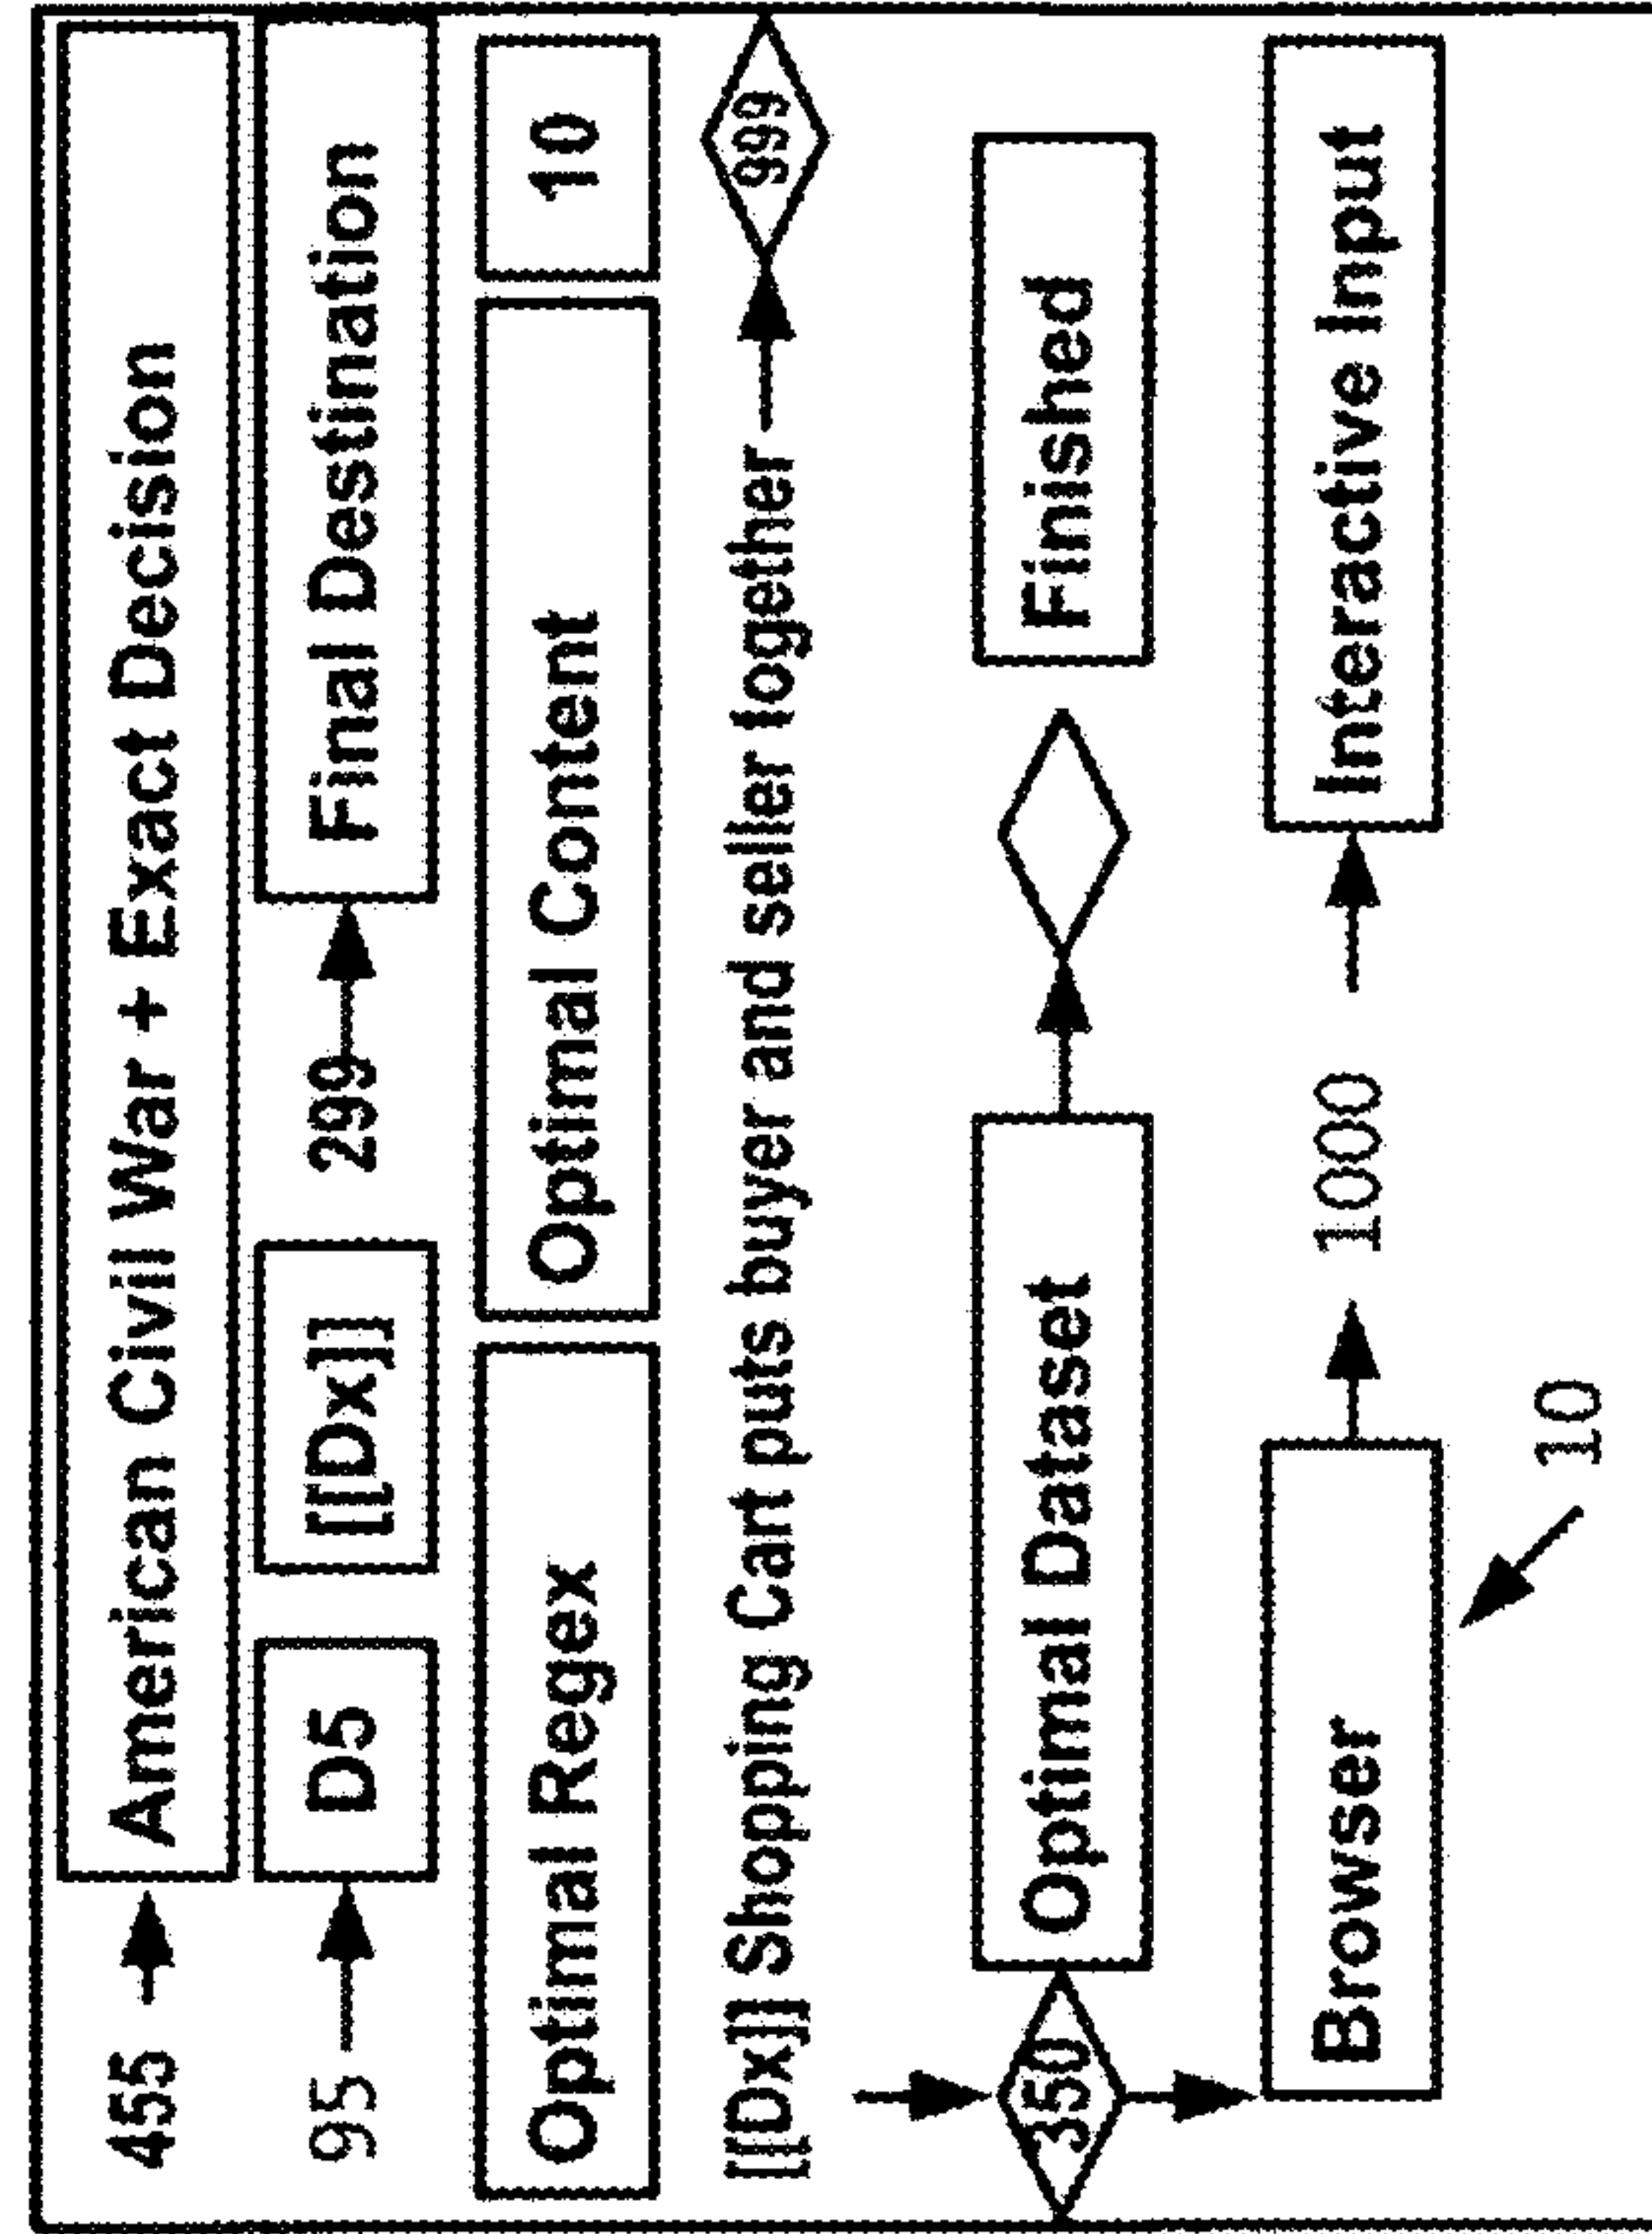 455 American Civil War + Exact Decision
95 D5 [[Dx]] 299 Final Destination
Optimal Regex Optimal Content 10
[[Dx]] Shopping Cart puts buyer and seller together 999
350 Optimal Dataset Finished
Browser 1000 Interactive Input
10